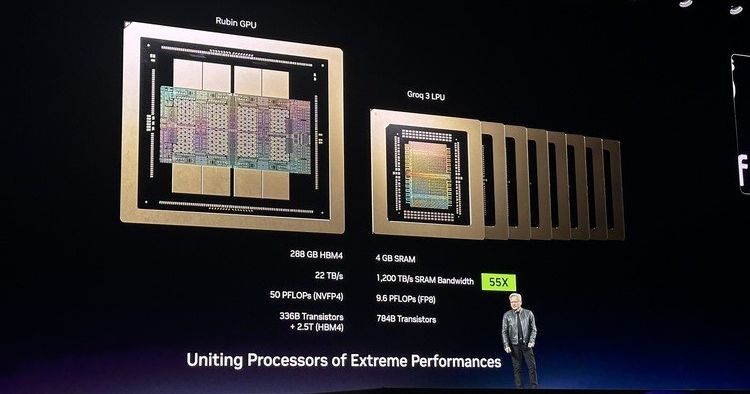 Rubin GPU
Groq 3 LPU
288 GB HBM4
4 GB SRAM
22 TB/s
1,200 TB/s SRAM Bandwidth
55X
50 PFLOPs (NVFP4)
9.6 PFLOPs (FP8)
336B Transistors
+ 2.5T (HBM4)
784B Transistors
Uniting Processors of Extreme Performances